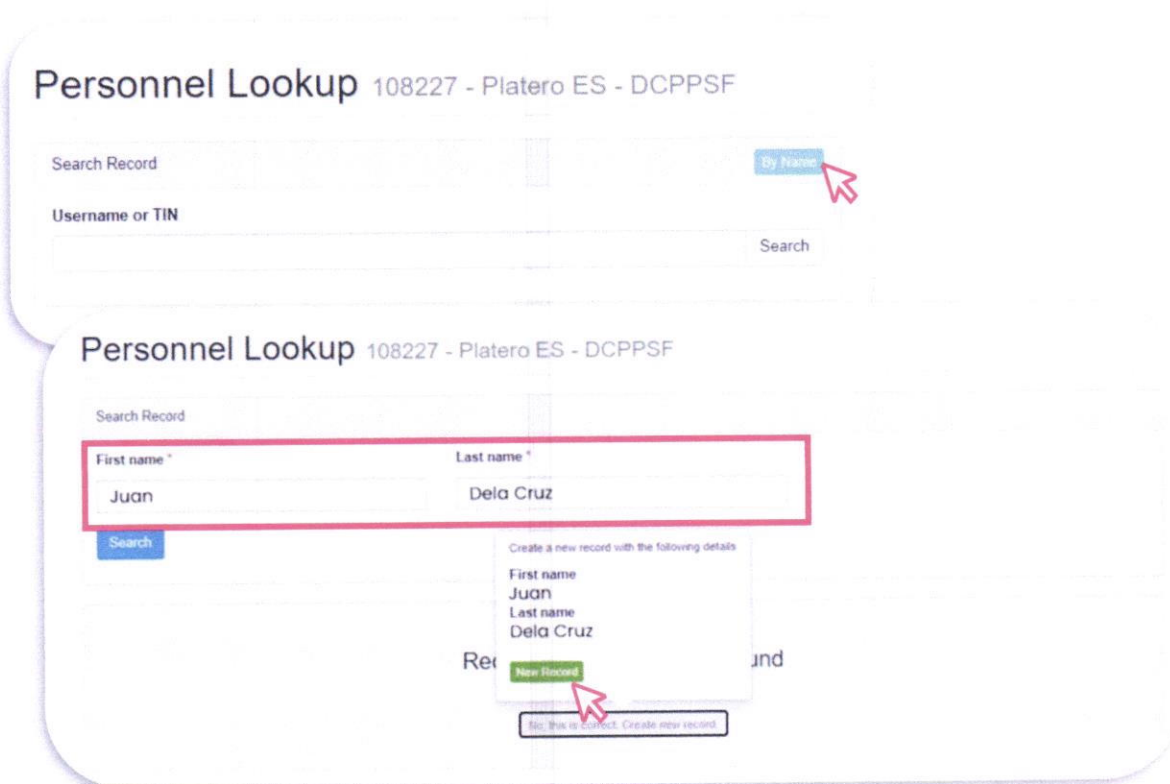 Personnel Lookup 108227 - Platero ES - DCPPSF
Search Record
By Name
Username or TIN
Search
Personnel Lookup 108227 - Platero ES - DCPPSF
Search Record
First name * Last name *
Juan Dela Cruz
Search
Create a new record with the following details
First name
Juan
Last name
Dela Cruz
New Record
No, this is correct. Create new record.